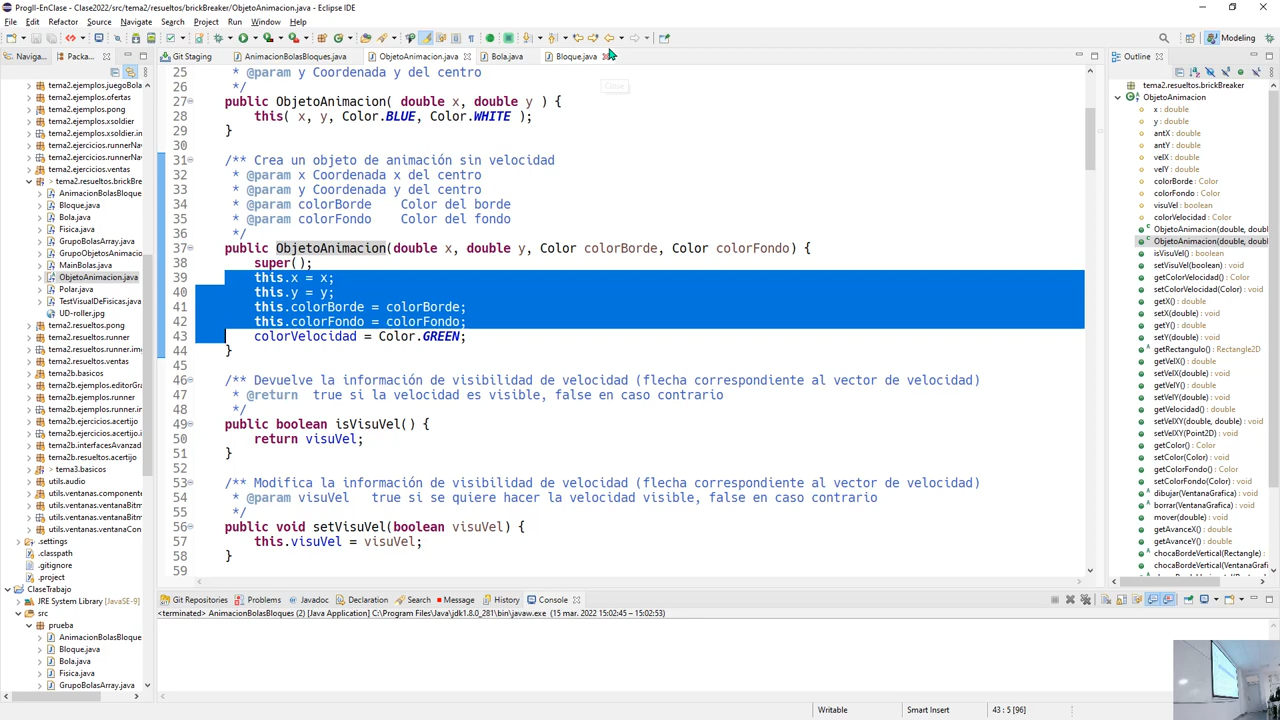 ProgII-EnClase - Clase2022/src/tema2/resueltos/brickBreaker/ObjetoAnimacion.java - Eclipse IDE
File Edit Refactor Source Navigate Search Project Run Window Help
Modeling
Naviga... Packa...
Git Staging AnimacionBolasBloques.java ObjetoAnimacion.java Bola.java Bloque.java
Outline
Close
tema2.ejemplos.juegoBola
tema2.ejemplos.ofertas
tema2.ejemplos.pong
tema2.ejemplos.xsoldier
tema2.ejemplos.xsoldier.in
tema2.ejercicios.runnerNav
tema2.ejercicios.runnerNav
tema2.ejercicios.ventas
tema2.resueltos.brickBreak
AnimacionBolasBloque
Bloque.java
Bola.java
Fisica.java
GrupoBolasArray.java
GrupoObjetosAnimacion
MainBolas.java
ObjetoAnimacion.java
Polar.java
TestVisualDeFisicas.java
UD-roller.jpg
tema2.resueltos.pong
tema2.resueltos.runner
tema2.resueltos.runner.img
tema2.resueltos.ventas
tema2b.basicos
tema2b.ejemplos.editorGra
tema2b.ejemplos.runner
tema2b.ejemplos.runner.im
tema2b.ejercicios.acertijo
tema2b.ejercicios.acertijo.i
tema2b.interfacesAvanzad
tema2b.resueltos.acertijo
> tema3.basicos
utils.audio
utils.ventanas.componente
utils.ventanas.ventanaBitm
utils.ventanas.ventanaBitm
utils.ventanas.ventanaCon
.settings
.classpath
.gitignore
.project
ClaseTrabajo
JRE System Library [JavaSE-9]
src
prueba
AnimacionBolasBloque
Bloque.java
Bola.java
Fisica.java
GrupoBolasArray.java
25 * @param y Coordenada y del centro
26 */
27 public ObjetoAnimacion( double x, double y ) {
28 this( x, y, Color.BLUE, Color.WHITE );
29 }
30
31 /** Crea un objeto de animación sin velocidad
32 * @param x Coordenada x del centro
33 * @param y Coordenada y del centro
34 * @param colorBorde Color del borde
35 * @param colorFondo Color del fondo
36 */
37 public ObjetoAnimacion(double x, double y, Color colorBorde, Color colorFondo) {
38 super();
39 this.x = x;
40 this.y = y;
41 this.colorBorde = colorBorde;
42 this.colorFondo = colorFondo;
43 colorVelocidad = Color.GREEN;
44 }
45
46 /** Devuelve la información de visibilidad de velocidad (flecha correspondiente al vector de velocidad)
47 * @return true si la velocidad es visible, false en caso contrario
48 */
49 public boolean isVisuVel() {
50 return visuVel;
51 }
52
53 /** Modifica la información de visibilidad de velocidad (flecha correspondiente al vector de velocidad)
54 * @param visuVel true si se quiere hacer la velocidad visible, false en caso contrario
55 */
56 public void setVisuVel(boolean visuVel) {
57 this.visuVel = visuVel;
58 }
59
tema2.resueltos.brickBreaker
ObjetoAnimacion
x : double
y : double
antX : double
antY : double
velX : double
velY : double
colorBorde : Color
colorFondo : Color
visuVel : boolean
colorVelocidad : Color
ObjetoAnimacion(double, doubl
ObjetoAnimacion(double, doubl
isVisuVel() : boolean
setVisuVel(boolean) : void
getColorVelocidad() : Color
setColorVelocidad(Color) : void
getX() : double
setX(double) : void
getY() : double
setY(double) : void
getRectangulo() : Rectangle2D
getVelX() : double
setVelX(double) : void
getVelY() : double
setVelY(double) : void
getVelocidad() : double
setVelXY(double, double) : void
setVelXY(Point2D) : void
getColor() : Color
setColor(Color) : void
getColorFondo() : Color
setColorFondo(Color) : void
dibujar(VentanaGrafica) : void
borrar(VentanaGrafica) : void
mover(double) : void
getAvanceX() : double
getAvanceY() : double
chocaBordeVertical(Rectangle)
chocaBordeVertical(VentanaGra
Git Repositories Problems Javadoc Declaration Search Message History Console
<terminated> AnimacionBolasBloques (2) [Java Application] C:\Program Files\Java\jdk1.8.0_281\bin\javaw.exe (15 mar. 2022 15:02:45 – 15:02:53)
Writable Smart Insert 43 : 5 [96]